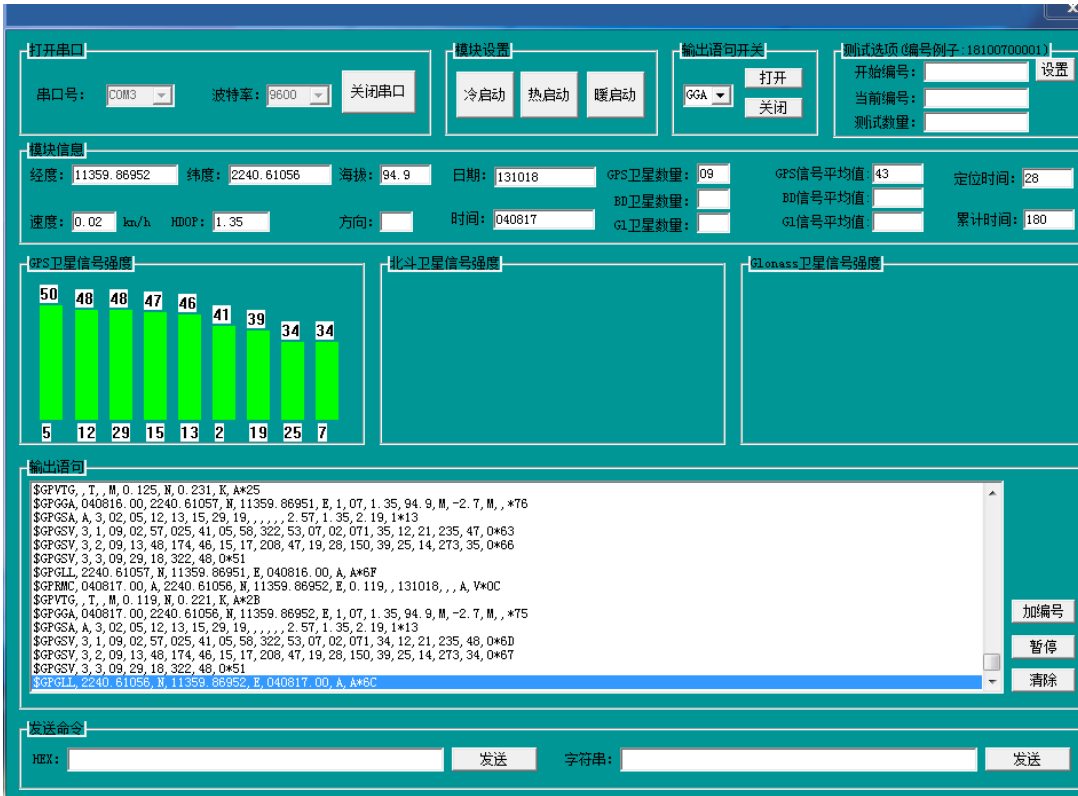 打开串口
串口号: COM3 波特率: 9600 关闭串口
模块设置
冷启动 热启动 暖启动
输出语句开关
GGA 打开
关闭
测试选项(编号例子:18100700001)
开始编号: 设置
当前编号:
测试数量:
模块信息
经度: 11359.86952 纬度: 2240.61056 海拔: 94.9 日期: 131018 GPS卫星数量: 09 GPS信号平均值: 43 定位时间: 28
BD卫星数量: BD信号平均值:
速度: 0.02 km/h HDOP: 1.35 方向: 时间: 040817 Gl卫星数量: Gl信号平均值: 累计时间: 180
GPS卫星信号强度
50 48 48 47 46 41 39 34 34
5 12 29 15 13 2 19 25 7
北斗卫星信号强度
Glonass卫星信号强度
输出语句
$GPVTG,,T,,M,0.125,N,0.231,K,A*25
$GPGGA,040816.00,2240.61057,N,11359.86951,E,1,07,1.35,94.9,M,-2.7,M,,*76
$GPGSA,A,3,02,05,12,13,15,29,19,,,,,,2.57,1.35,2.19,1*13
$GPGSV,3,1,09,02,57,025,41,05,58,322,53,07,02,071,35,12,21,235,47,0*63
$GPGSV,3,2,09,13,48,174,46,15,17,208,47,19,28,150,39,25,14,273,35,0*66
$GPGSV,3,3,09,29,18,322,48,0*51
$GPGLL,2240.61057,N,11359.86951,E,040816.00,A,A*6F
$GPRMC,040817.00,A,2240.61056,N,11359.86952,E,0.119,,131018,,,A,V*0C
$GPVTG,,T,,M,0.119,N,0.221,K,A*2B
$GPGGA,040817.00,2240.61056,N,11359.86952,E,1,07,1.35,94.9,M,-2.7,M,,*75
$GPGSA,A,3,02,05,12,13,15,29,19,,,,,,2.57,1.35,2.19,1*13
$GPGSV,3,1,09,02,57,025,41,05,58,322,53,07,02,071,34,12,21,235,48,0*6D
$GPGSV,3,2,09,13,48,174,46,15,17,208,47,19,28,150,39,25,14,273,34,0*67
$GPGSV,3,3,09,29,18,322,48,0*51
$GPGLL,2240.61056,N,11359.86952,E,040817.00,A,A*6C
加编号
暂停
清除
发送命令
HEX: 发送 字符串: 发送